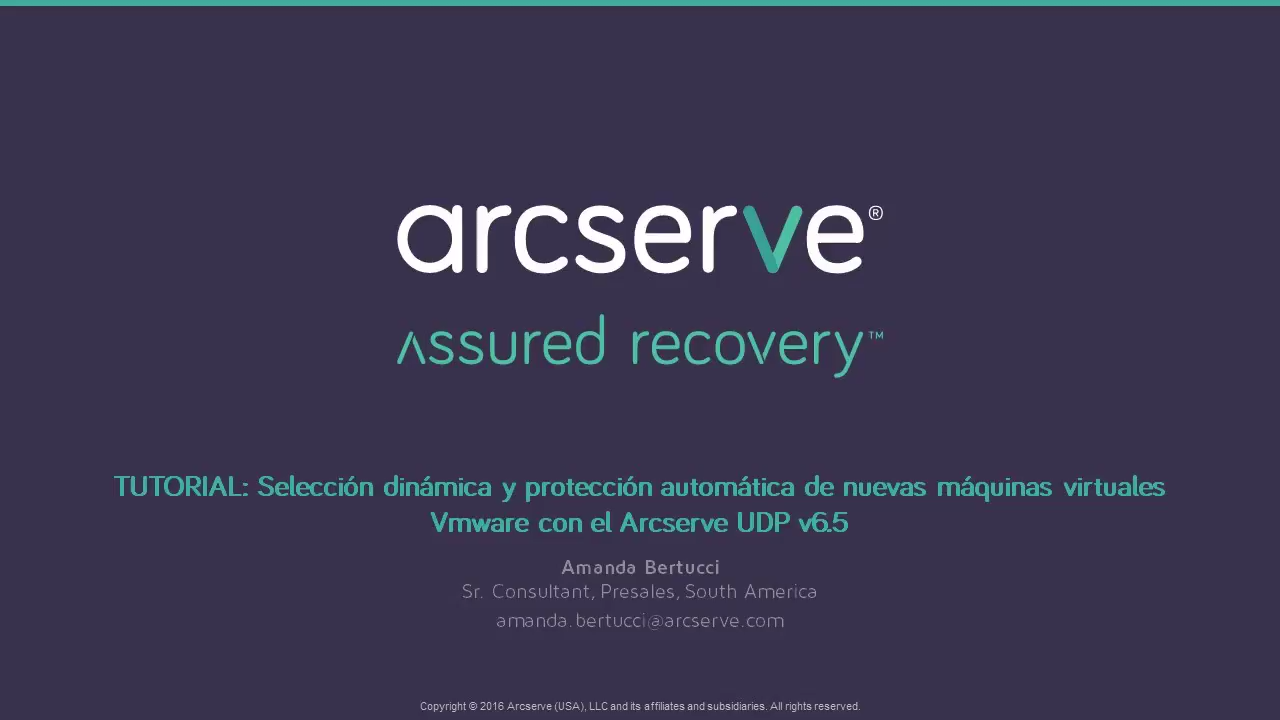 arcserve®
Assured recovery™
TUTORIAL: Selección dinámica y protección automática de nuevas máquinas virtuales
Vmware con el Arcserve UDP v6.5
Amanda Bertucci
Sr. Consultant, Presales, South America
amanda.bertucci@arcserve.com
Copyright © 2016 Arcserve (USA), LLC and its affiliates and subsidiaries. All rights reserved.